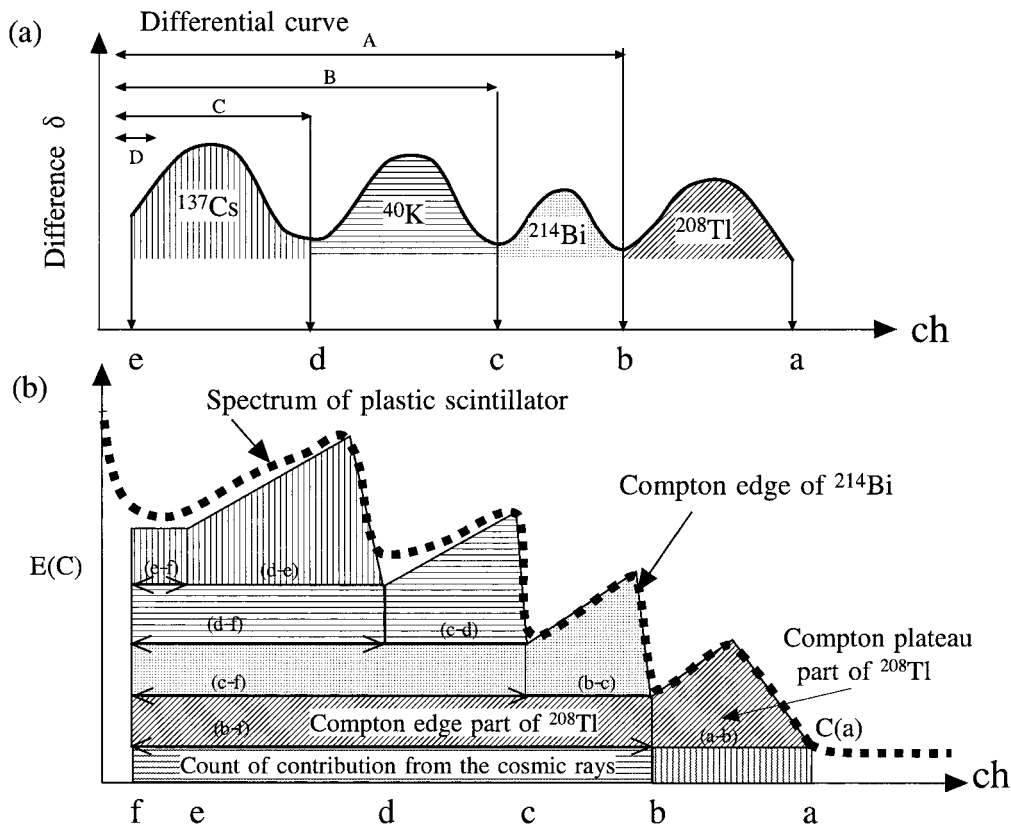 (a)
Differential curve
A
B
C
D
Difference δ
¹³⁷Cs
⁴⁰K
²¹⁴Bi
²⁰⁸Tl
ch
e
d
c
b
a
(b)
Spectrum of plastic scintillator
Compton edge of ²¹⁴Bi
E(C)
(e-f)
(d-e)
(d-f)
(c-d)
Compton plateau
part of ²⁰⁸Tl
(c-f)
(b-c)
(b-f)
Compton edge part of ²⁰⁸Tl
(a-b)
C(a)
Count of contribution from the cosmic rays
ch
f
e
d
c
b
a